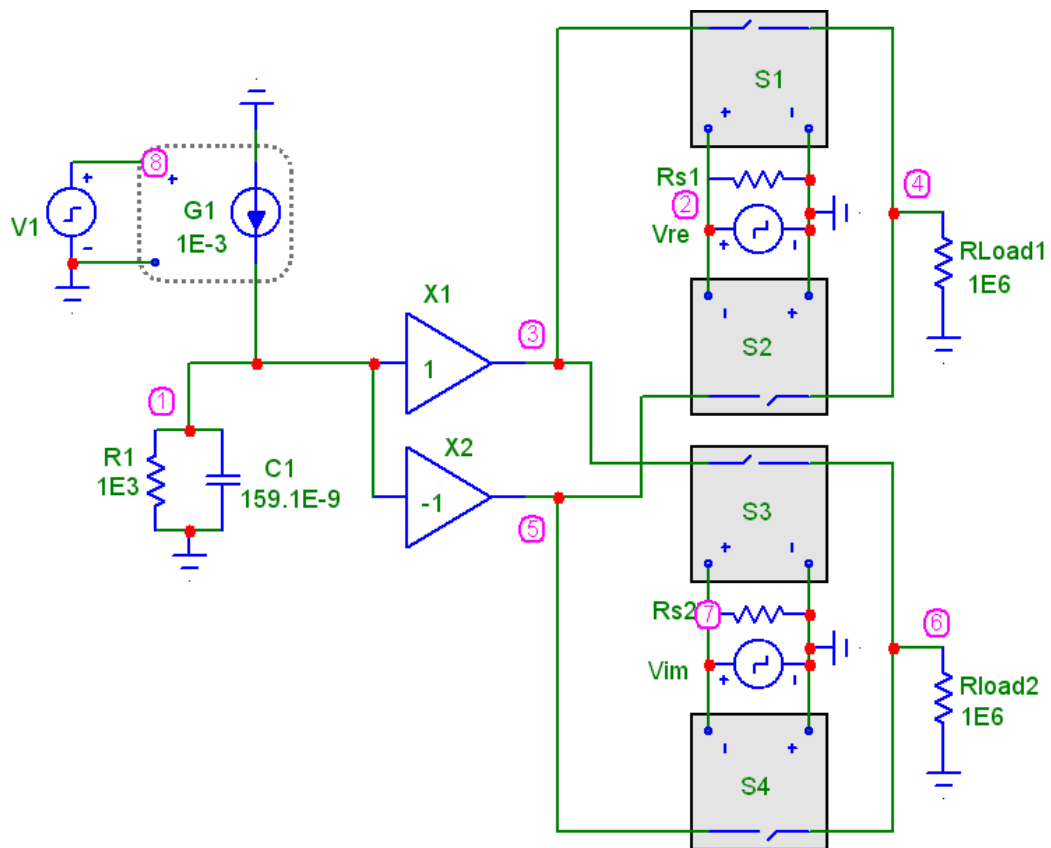 S1
+ -
8
+
V1
+
-
G1
1E-3
Rs1
2
Vre
+ -
4
RLoad1
1E6
X1
1
3
- +
S2
1
R1
1E3
C1
159.1E-9
X2
-1
5
S3
+ -
Rs2
7
Vim
+ -
6
Rload2
1E6
- +
S4